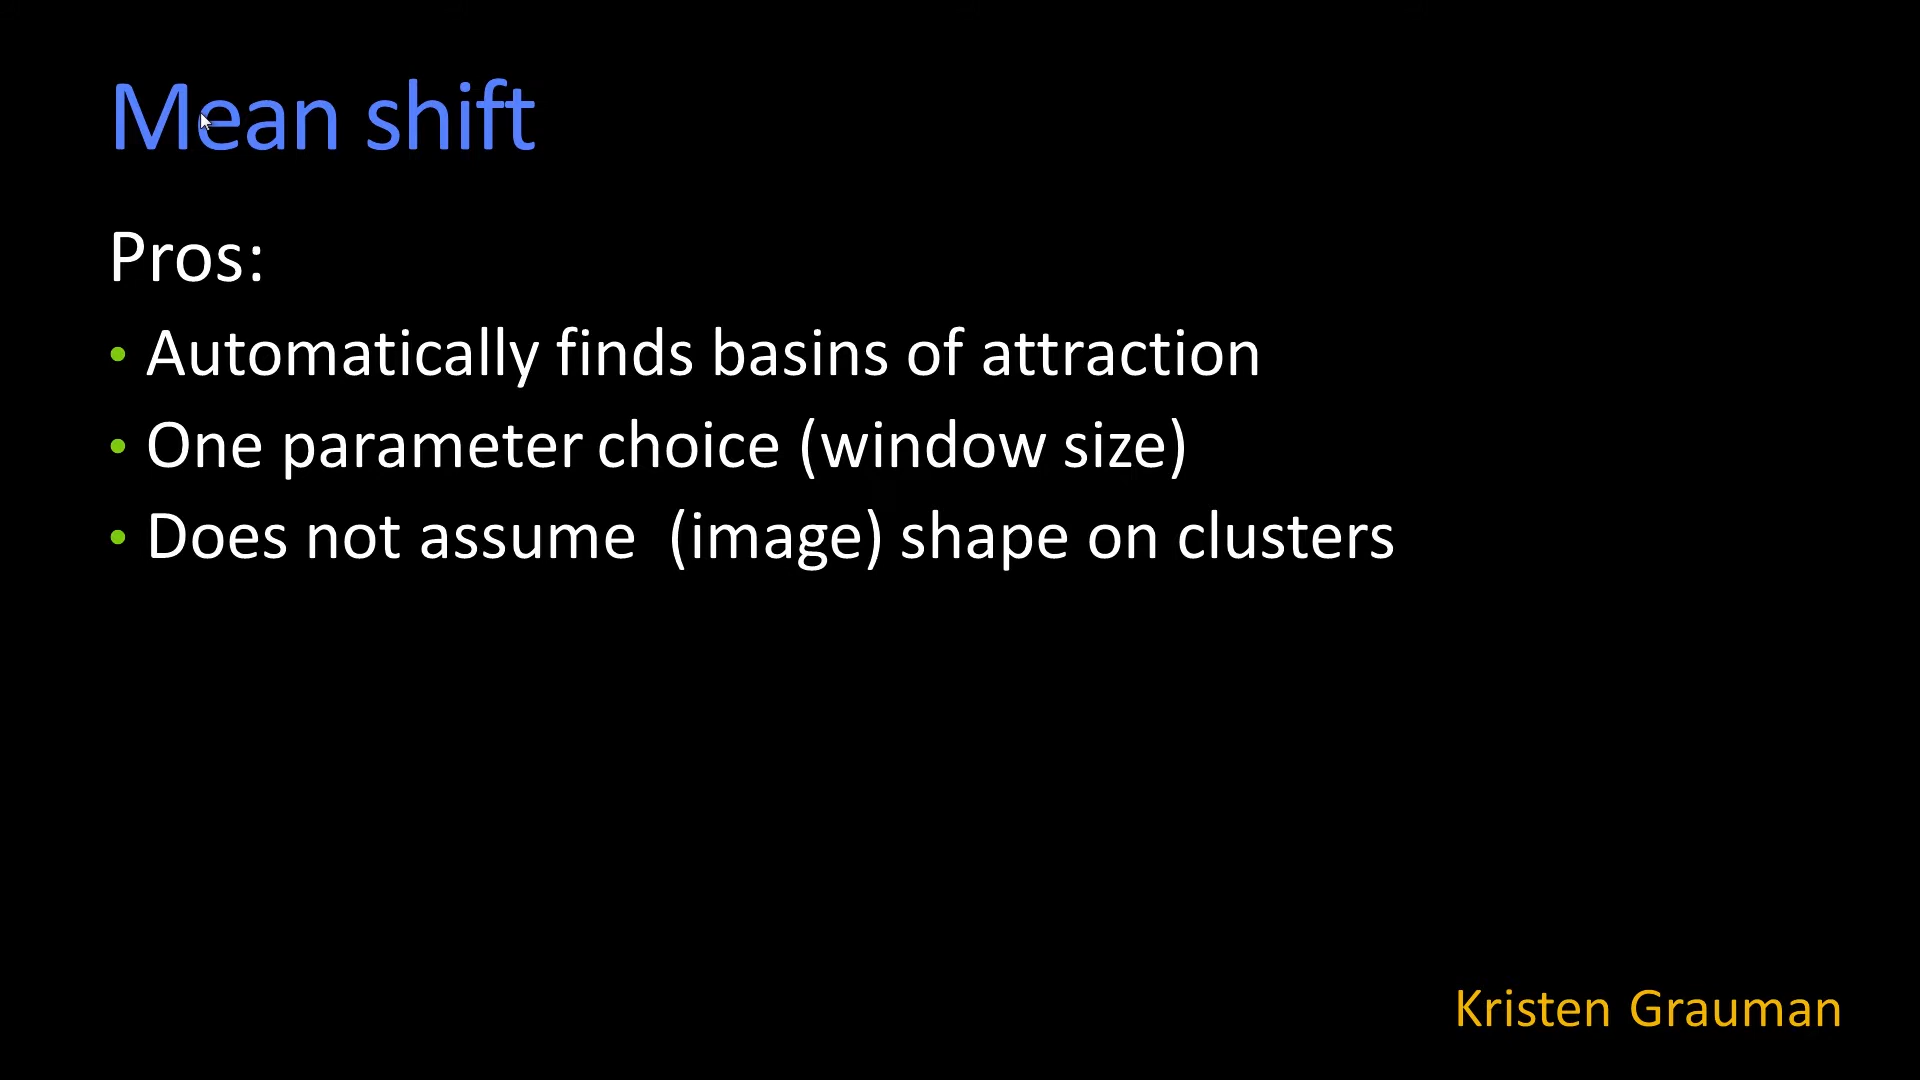 Mean shift
Pros:
• Automatically finds basins of attraction
• One parameter choice (window size)
• Does not assume  (image) shape on clusters
Kristen Grauman